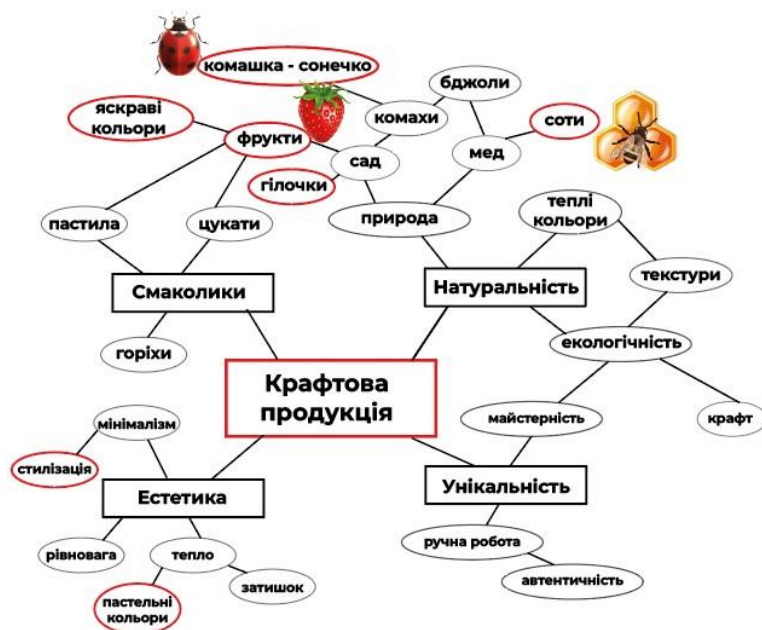 комашка - сонечко
бджоли
яскраві
кольори
комахи
соти
фрукти
сад
мед
гілочки
теплі
кольори
пастила
цукати
природа
текстури
Смаколики
Натуральність
горіхи
екологічність
Крафтова
продукція
мінімалізм
майстерність
крафт
стилізація
Естетика
Унікальність
рівновага
тепло
ручна робота
затишок
автентичність
пастельні
кольори